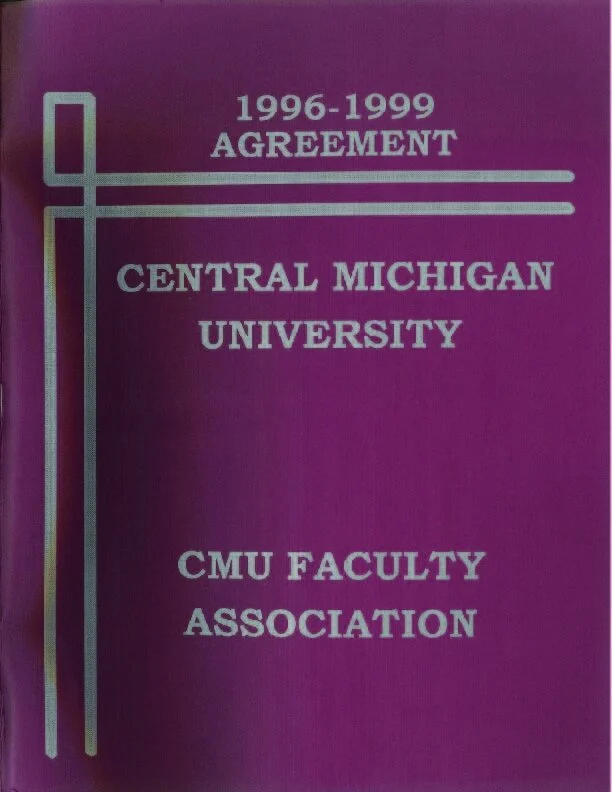 1996-1999
AGREEMENT
CENTRAL MICHIGAN
UNIVERSITY
CMU FACULTY
ASSOCIATION